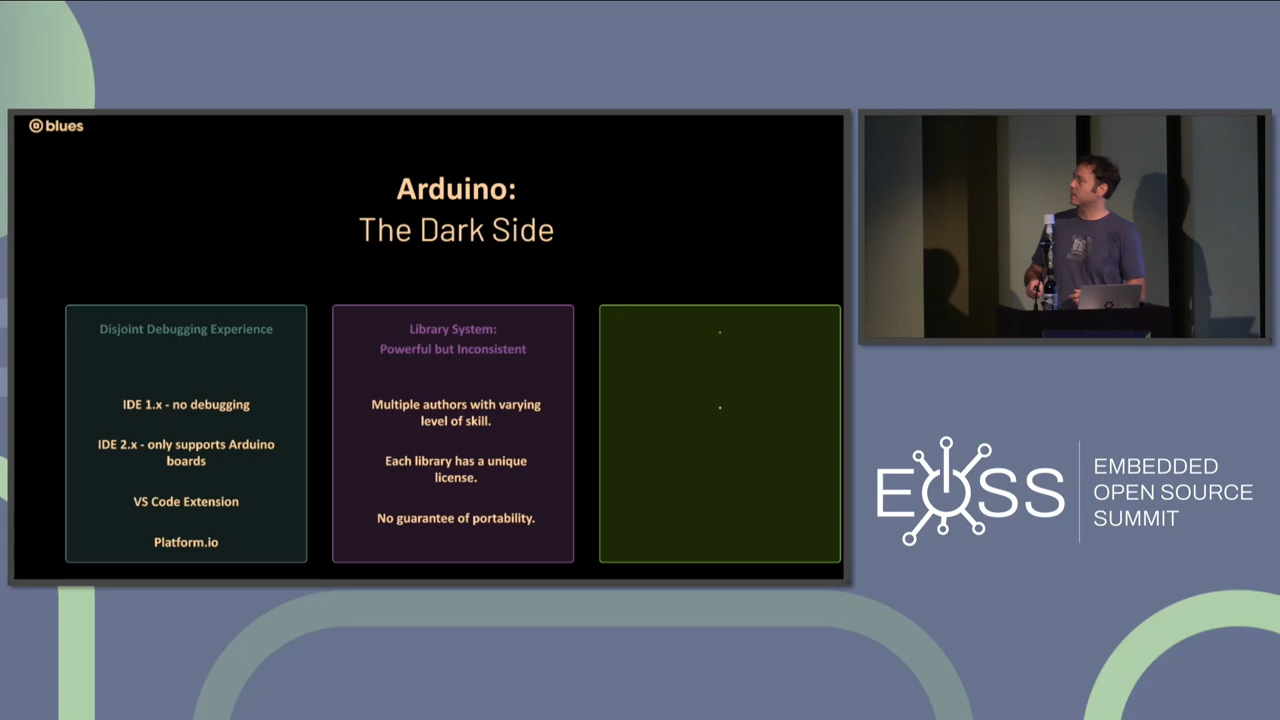 blues
Arduino:
The Dark Side
Disjoint Debugging Experience
IDE 1.x - no debugging
IDE 2.x - only supports Arduino
boards
VS Code Extension
Platform.io
Library System:
Powerful but Inconsistent
Multiple authors with varying
level of skill.
Each library has a unique
license.
No guarantee of portability.
.
.
EOSS
EMBEDDED
OPEN SOURCE
SUMMIT